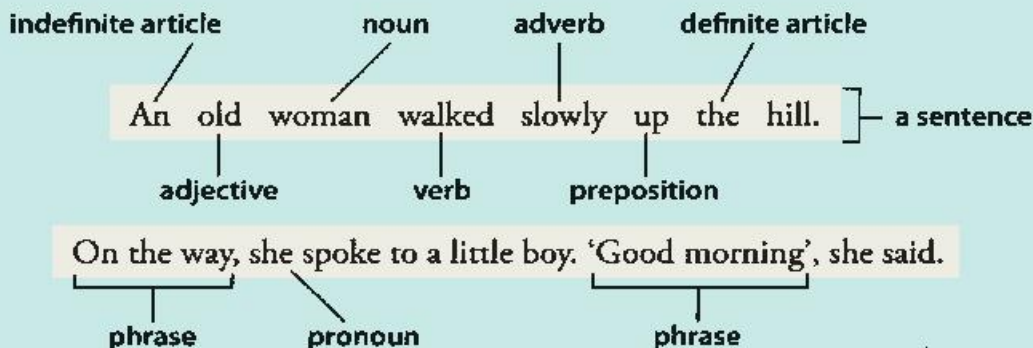 indefinite article noun adverb definite article
An old woman walked slowly up the hill. a sentence
adjective verb preposition
On the way, she spoke to a little boy. 'Good morning', she said.
phrase pronoun phrase